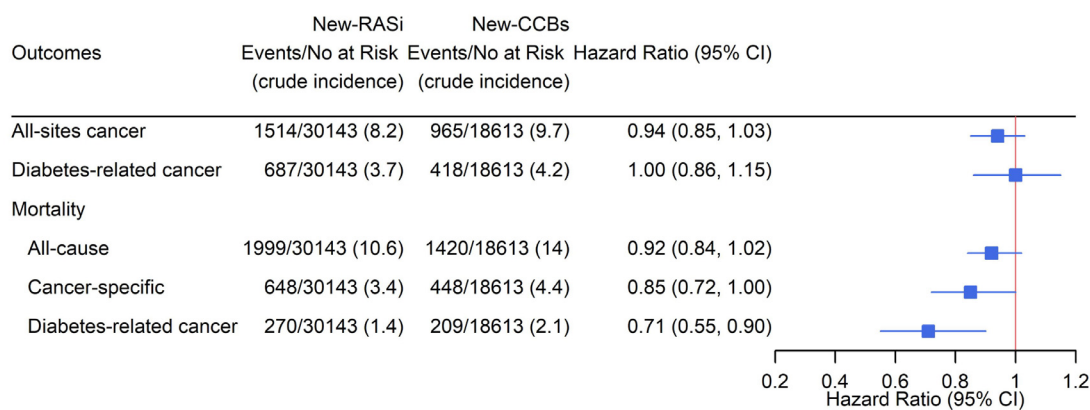 New-RASi New-CCBs
Outcomes Events/No at Risk Events/No at Risk Hazard Ratio (95% CI)
(crude incidence) (crude incidence)
All-sites cancer 1514/30143 (8.2) 965/18613 (9.7) 0.94 (0.85, 1.03)
Diabetes-related cancer 687/30143 (3.7) 418/18613 (4.2) 1.00 (0.86, 1.15)
Mortality
All-cause 1999/30143 (10.6) 1420/18613 (14) 0.92 (0.84, 1.02)
Cancer-specific 648/30143 (3.4) 448/18613 (4.4) 0.85 (0.72, 1.00)
Diabetes-related cancer 270/30143 (1.4) 209/18613 (2.1) 0.71 (0.55, 0.90)
0.2 0.4 0.6 0.8 1 1.2
Hazard Ratio (95% CI)